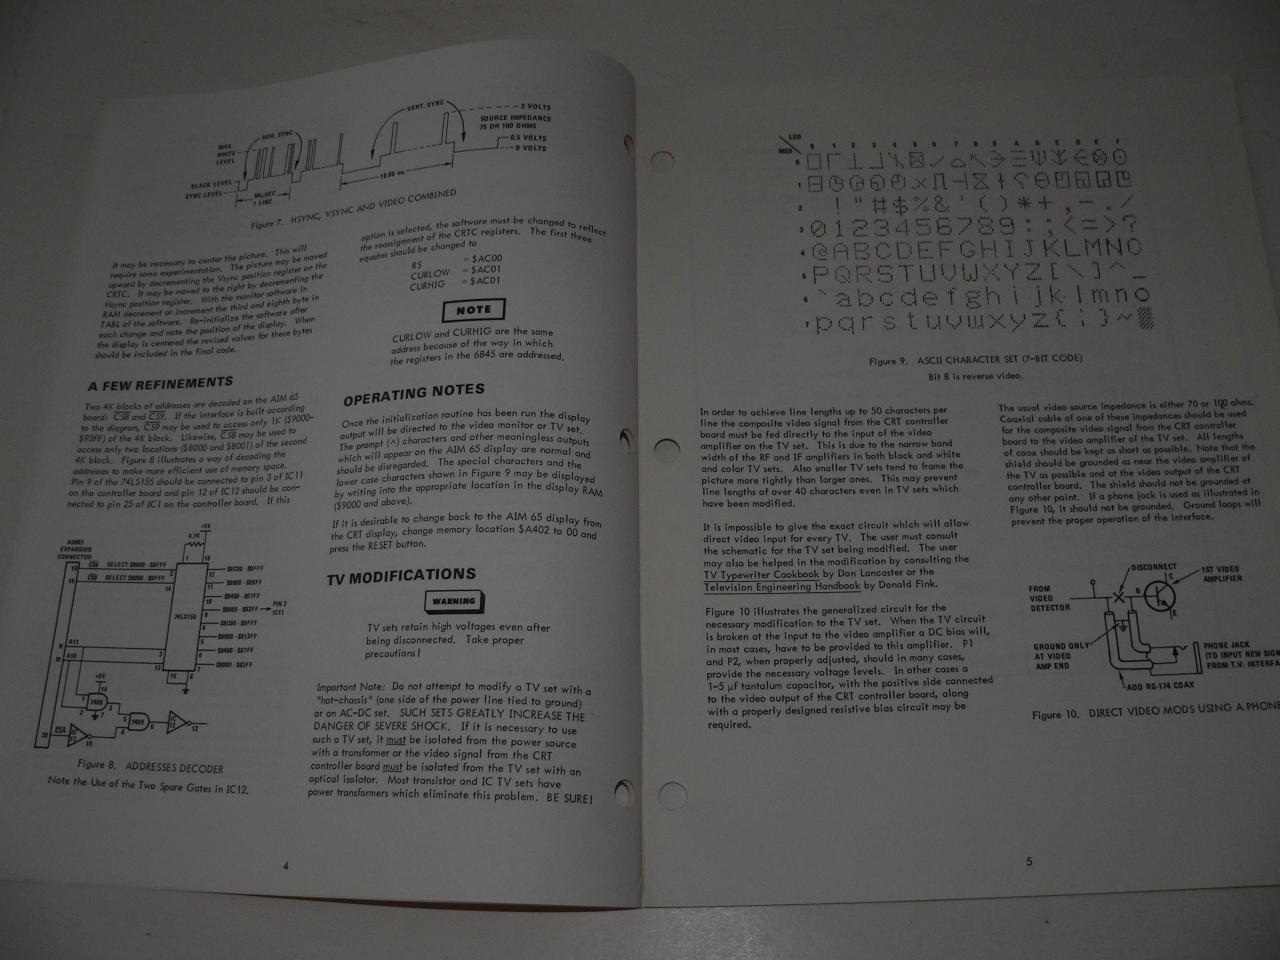 VERT. SYNC
2 VOLTS
HOR. SYNC
SOURCE IMPEDANCE
75 OR 100 OHMS
MAX
WHITE
LEVEL
0.5 VOLTS
0 VOLTS
BLACK LEVEL
SYNC LEVEL
64µSEC
1 LINE
Figure 7. HSYNC, VSYNC AND VIDEO COMBINED
It may be necessary to center the picture. This will
require some experimentation. The picture may be moved
upward by decrementing the Vsync position register on the
CRTC. It may be moved to the right by decrementing the
Hsync position register. With the monitor software in
RAM decrement or increment the third and eighth byte in
TABL of the software. Re-initialize the software after
each change and note the position of the display. When
the display is centered the revised values for these bytes
should be included in the final code.
A FEW REFINEMENTS
Two 4K blocks of addresses are decoded on the AIM 65
board: CS8 and CS9. If the interface is built according
to the diagram, CS9 may be used to access only 1K ($9000-
$93FF) of the 4K block. Likewise, CS8 may be used to
access only two locations ($8000 and $8001) of the second
4K block. Figure 8 illustrates a way of decoding the
addresses to make more efficient use of memory space.
Pin 9 of the 74LS155 should be connected to pin 3 of IC11
on the controller board and pin 12 of IC12 should be con-
nected to pin 25 of IC1 on the controller board. If this
+5V
4.7K
EXPANSION
CONNECTOR
74LS155
PIN 3
IC11
A11
A10
+5V
7400
7400
Figure 8. ADDRESSES DECODER
Note the Use of the Two Spare Gates in IC12.
option is selected, the software must be changed to reflect
the reassignment of the CRTC registers. The first three
equates should be changed to
RS = $AC00
CURLOW = $AC01
CURHIG = $AC01
NOTE
CURLOW and CURHIG are the same
address because of the way in which
the registers in the 6845 are addressed.
OPERATING NOTES
Once the initialization routine has been run the display
output will be directed to the video monitor or TV set.
The prompt (^) characters and other meaningless outputs
which will appear on the AIM 65 display are normal and
should be disregarded. The special characters and the
lower case characters shown in Figure 9 may be displayed
by writing into the appropriate location in the display RAM
($9000 and above).
If it is desirable to change back to the AIM 65 display from
the CRT display, change memory location $A402 to 00 and
press the RESET button.
TV MODIFICATIONS
WARNING
TV sets retain high voltages even after
being disconnected. Take proper
precautions!
Important Note: Do not attempt to modify a TV set with a
"hot-chassis" (one side of the power line tied to ground)
or an AC-DC set. SUCH SETS GREATLY INCREASE THE
DANGER OF SEVERE SHOCK. If it is necessary to use
such a TV set, it must be isolated from the power source
with a transformer or the video signal from the CRT
controller board must be isolated from the TV set with an
optical isolator. Most transistor and IC TV sets have
power transformers which eliminate this problem. BE SURE!
4
LSD
MSD
0 1 2 3 4 5 6 7 8 9 A B C D E F
0
1
2 ! " # $ % & ' ( ) * + , - . /
3 0 1 2 3 4 5 6 7 8 9 : ; < = > ?
4 @ A B C D E F G H I J K L M N O
5 P Q R S T U V W X Y Z [ \ ] ^ _
6 ` a b c d e f g h i j k l m n o
7 p q r s t u v w x y z { ¦ } ~
Figure 9. ASCII CHARACTER SET (7-BIT CODE)
Bit 8 is reverse video.
In order to achieve line lengths up to 50 characters per
line the composite video signal from the CRT controller
board must be fed directly to the input of the video
amplifier on the TV set. This is due to the narrow band
width of the RF and IF amplifiers in both black and white
and color TV sets. Also smaller TV sets tend to frame the
picture more tightly than larger ones. This may prevent
line lengths of over 40 characters even in TV sets which
have been modified.
It is impossible to give the exact circuit which will allow
direct video input for every TV. The user must consult
the schematic for the TV set being modified. The user
may also be helped in the modification by consulting the
TV Typewriter Cookbook by Don Lancaster or the
Television Engineering Handbook by Donald Fink.
Figure 10 illustrates the generalized circuit for the
necessary modification to the TV set. When the TV circuit
is broken at the input to the video amplifier a DC bias will,
in most cases, have to be provided to this amplifier. P1
and P2, when properly adjusted, should in many cases,
provide the necessary voltage levels. In other cases a
1-5 µf tantalum capacitor, with the positive side connected
to the video output of the CRT controller board, along
with a properly designed resistive bias circuit may be
required.
The usual video source impedance is either 70 or 100 ohms.
Coaxial cable of one of these impedances should be used
for the composite video signal from the CRT controller
board to the video amplifier of the TV set. All lengths
of coax should be kept as short as possible. Note that the
shield should be grounded as near the video amplifier of
the TV as possible and at the video output of the CRT
controller board. The shield should not be grounded at
any other point. If a phone jack is used as illustrated in
Figure 10, it should not be grounded. Ground loops will
prevent the proper operation of the interface.
DISCONNECT
1ST VIDEO
AMPLIFIER
FROM
VIDEO
DETECTOR
C
B
E
GROUND ONLY
AT VIDEO
AMP END
PHONE JACK
(TO INPUT NEW SIGN
FROM T.V. INTERFA
ADD RG-174 COAX
Figure 10. DIRECT VIDEO MODS USING A PHONE
5